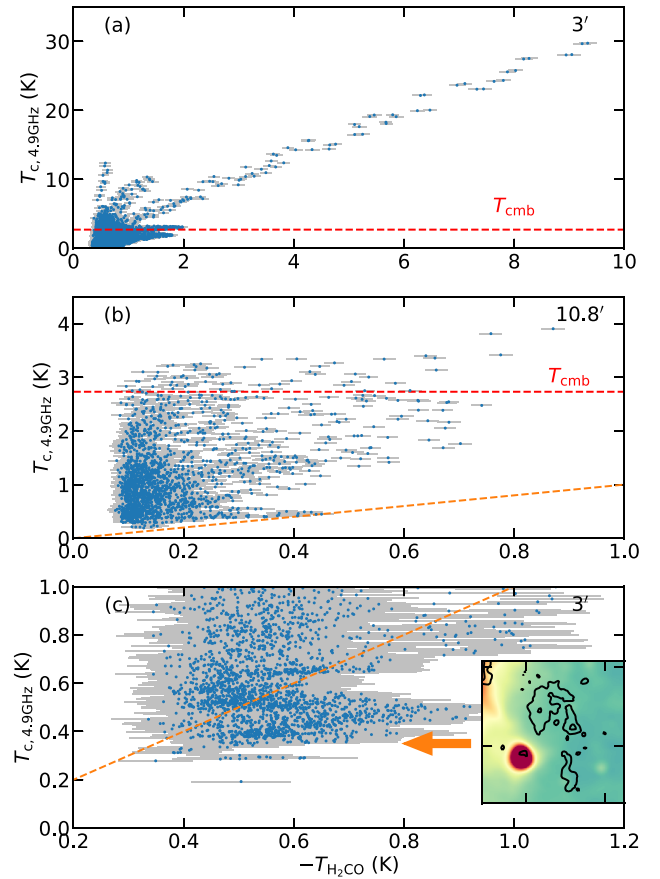 (a) 3′
T_cmb
30
20
10
0
T_c, 4.9GHz (K)
0 2 4 6 8 10
(b) 10.8′
T_cmb
4
3
2
1
0
T_c, 4.9GHz (K)
0.0 0.2 0.4 0.6 0.8 1.0
(c) 3′
1.0
0.8
0.6
0.4
0.2
0.0
T_c, 4.9GHz (K)
0.2 0.4 0.6 0.8 1.0 1.2
−T_H₂CO (K)